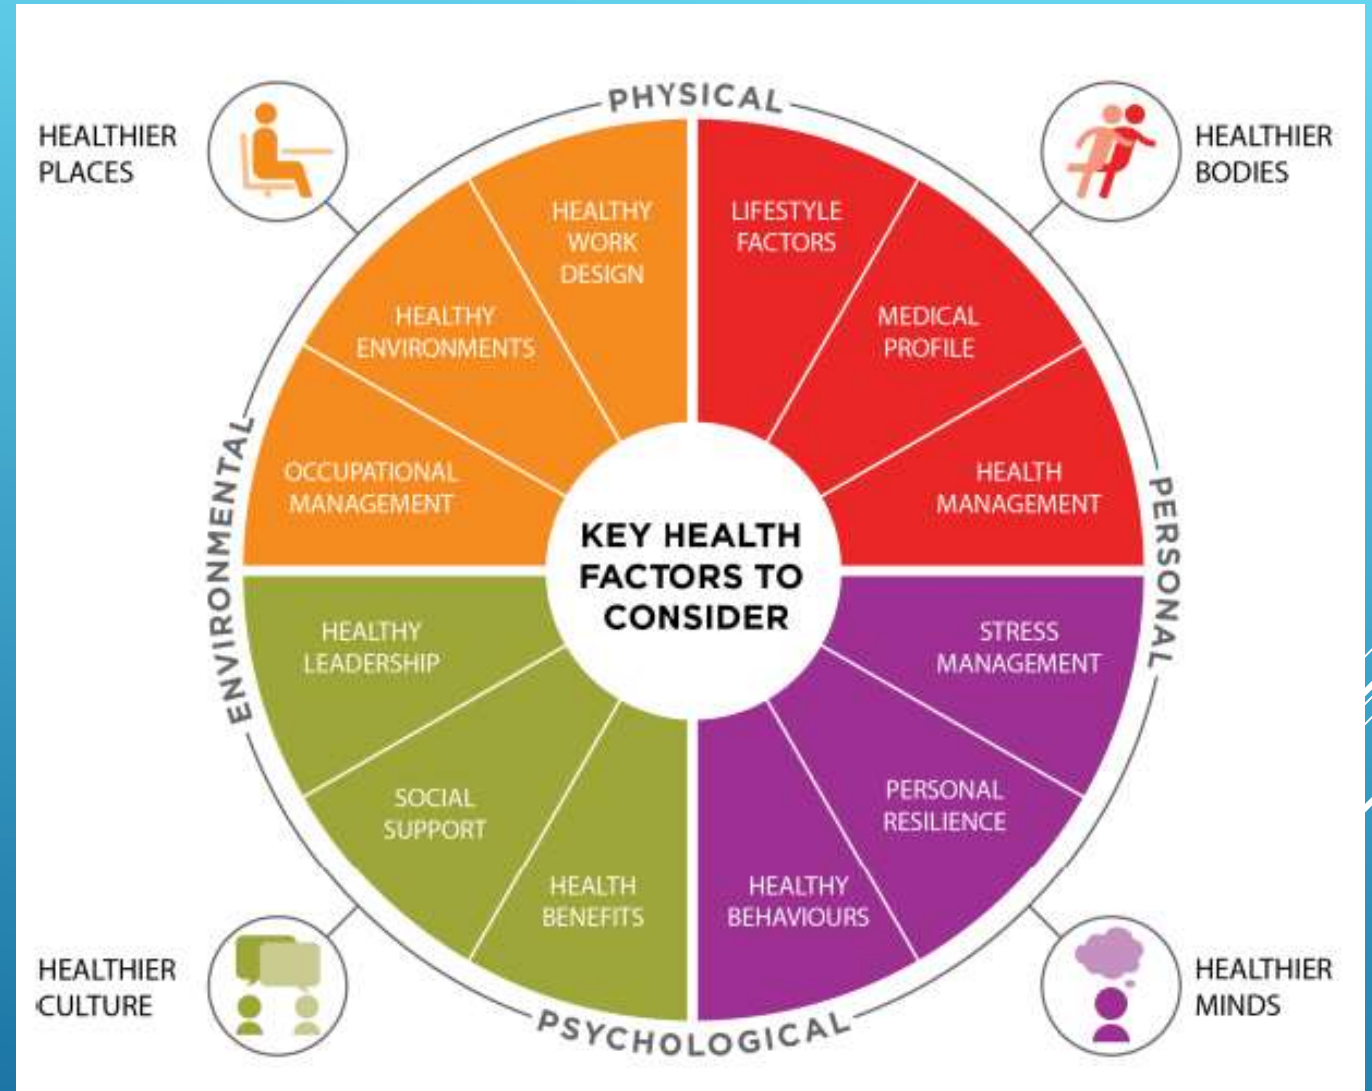 PHYSICAL
HEALTHIER
PLACES
HEALTHIER
BODIES
HEALTHY
WORK
DESIGN
LIFESTYLE
FACTORS
HEALTHY
ENVIRONMENTS
MEDICAL
PROFILE
OCCUPATIONAL
MANAGEMENT
HEALTH
MANAGEMENT
ENVIRONMENTAL
KEY HEALTH
FACTORS TO
CONSIDER
PERSONAL
HEALTHY
LEADERSHIP
STRESS
MANAGEMENT
SOCIAL
SUPPORT
PERSONAL
RESILIENCE
HEALTH
BENEFITS
HEALTHY
BEHAVIOURS
HEALTHIER
CULTURE
HEALTHIER
MINDS
PSYCHOLOGICAL